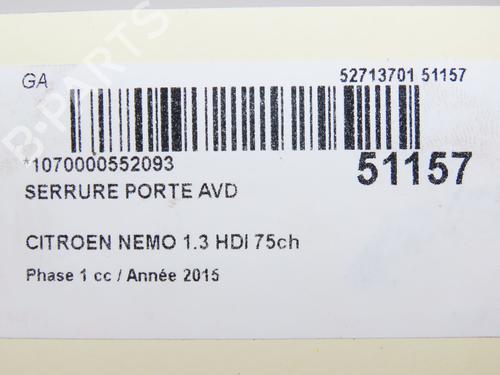 GA
52713701 51157
*1070000552093
51157
SERRURE PORTE AVD
CITROEN NEMO 1.3 HDI 75ch
Phase 1 cc / Année 2015
B-PARTS